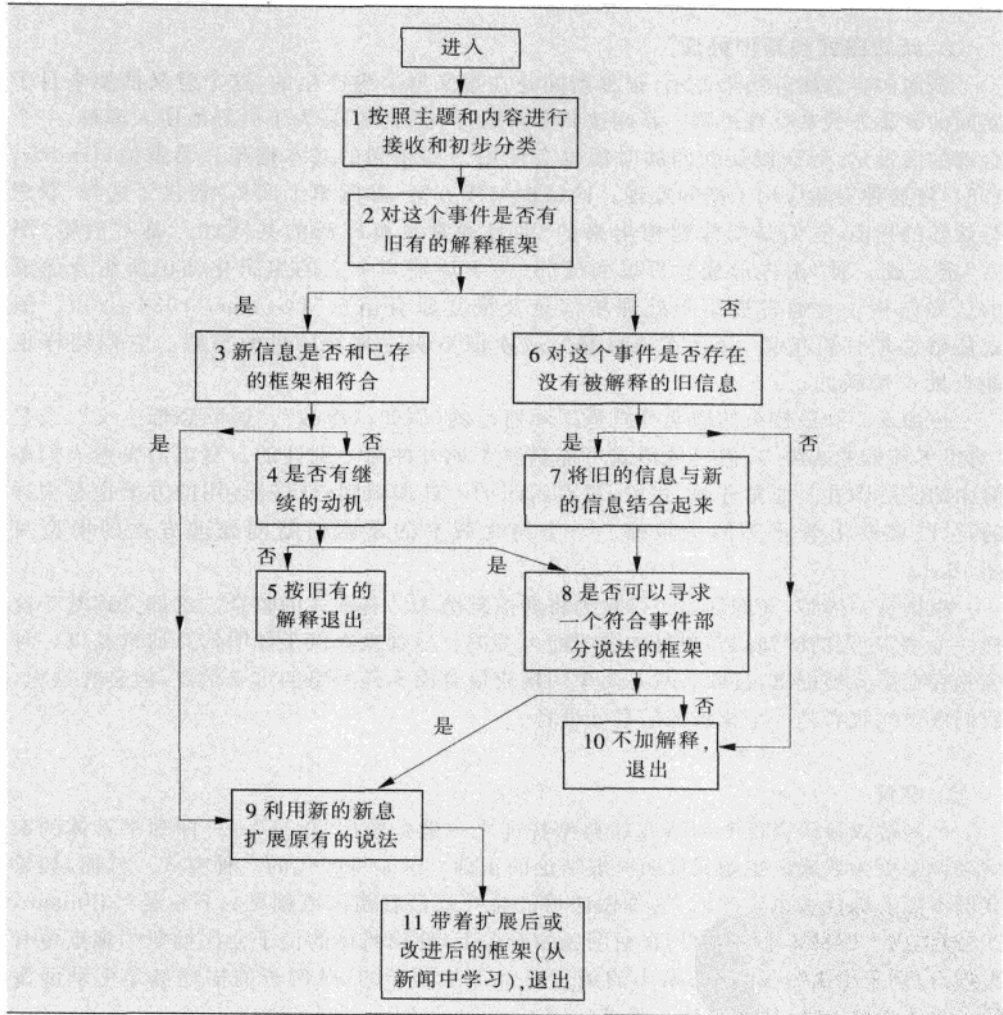 进入
1 按照主题和内容进行
接收和初步分类
2 对这个事件是否有
旧有的解释框架
是
否
3 新信息是否和已存
的框架相符合
6 对这个事件是否存在
没有被解释的旧信息
是
否
是
否
4 是否有继
续的动机
7 将旧的信息与新
的信息结合起来
否
是
5 按旧有的
解释退出
8 是否可以寻求
一个符合事件部
分说法的框架
是
否
10 不加解释,
退出
9 利用新的新息
扩展原有的说法
11 带着扩展后或
改进后的框架(从
新闻中学习),退出